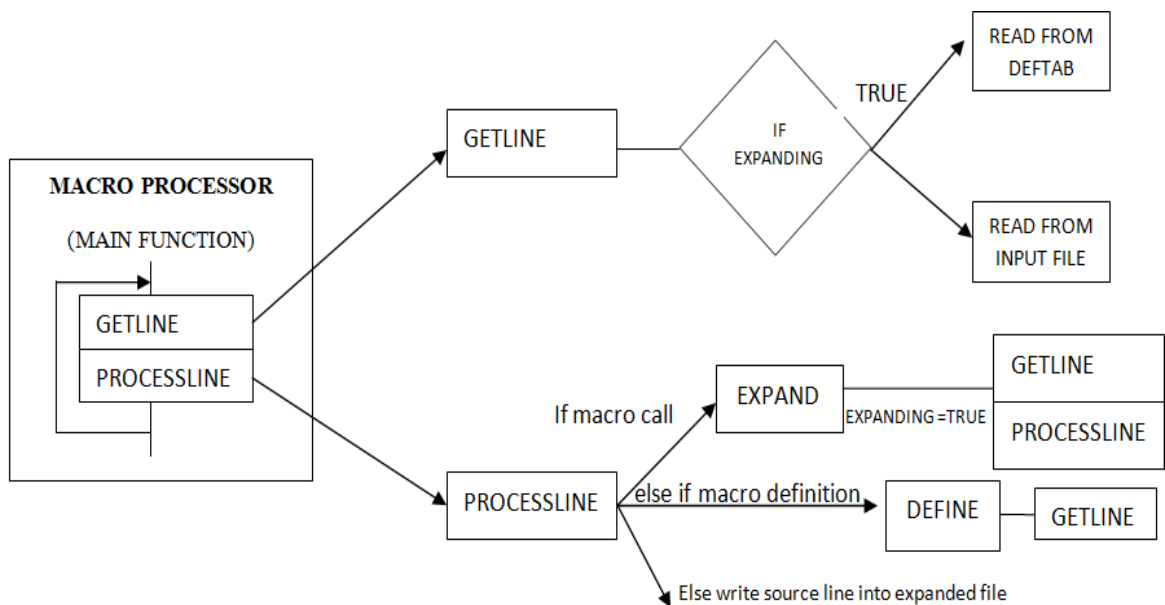 MACRO PROCESSOR
(MAIN FUNCTION)
GETLINE
PROCESSLINE
GETLINE
IF
EXPANDING
TRUE
READ FROM
DEFTAB
READ FROM
INPUT FILE
PROCESSLINE
If macro call
EXPAND
EXPANDING =TRUE
GETLINE
PROCESSLINE
else if macro definition
DEFINE
GETLINE
Else write source line into expanded file